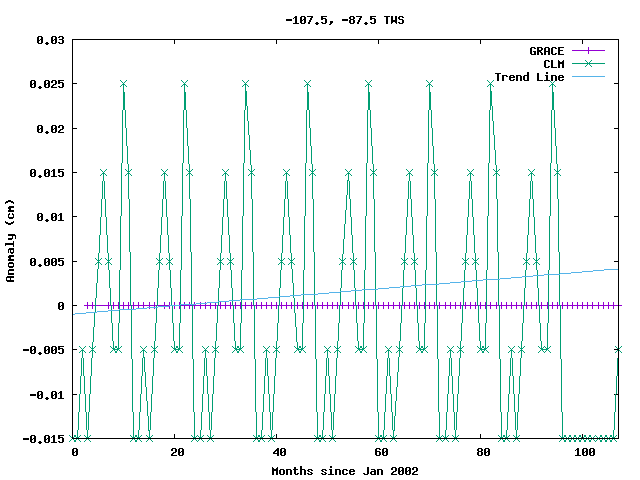 -107.5, -87.5 TWS
0.03
0.025
0.02
0.015
0.01
0.005
0
-0.005
-0.01
-0.015
Anomaly (cm)
GRACE
CLM
Trend Line
0 20 40 60 80 100
Months since Jan 2002